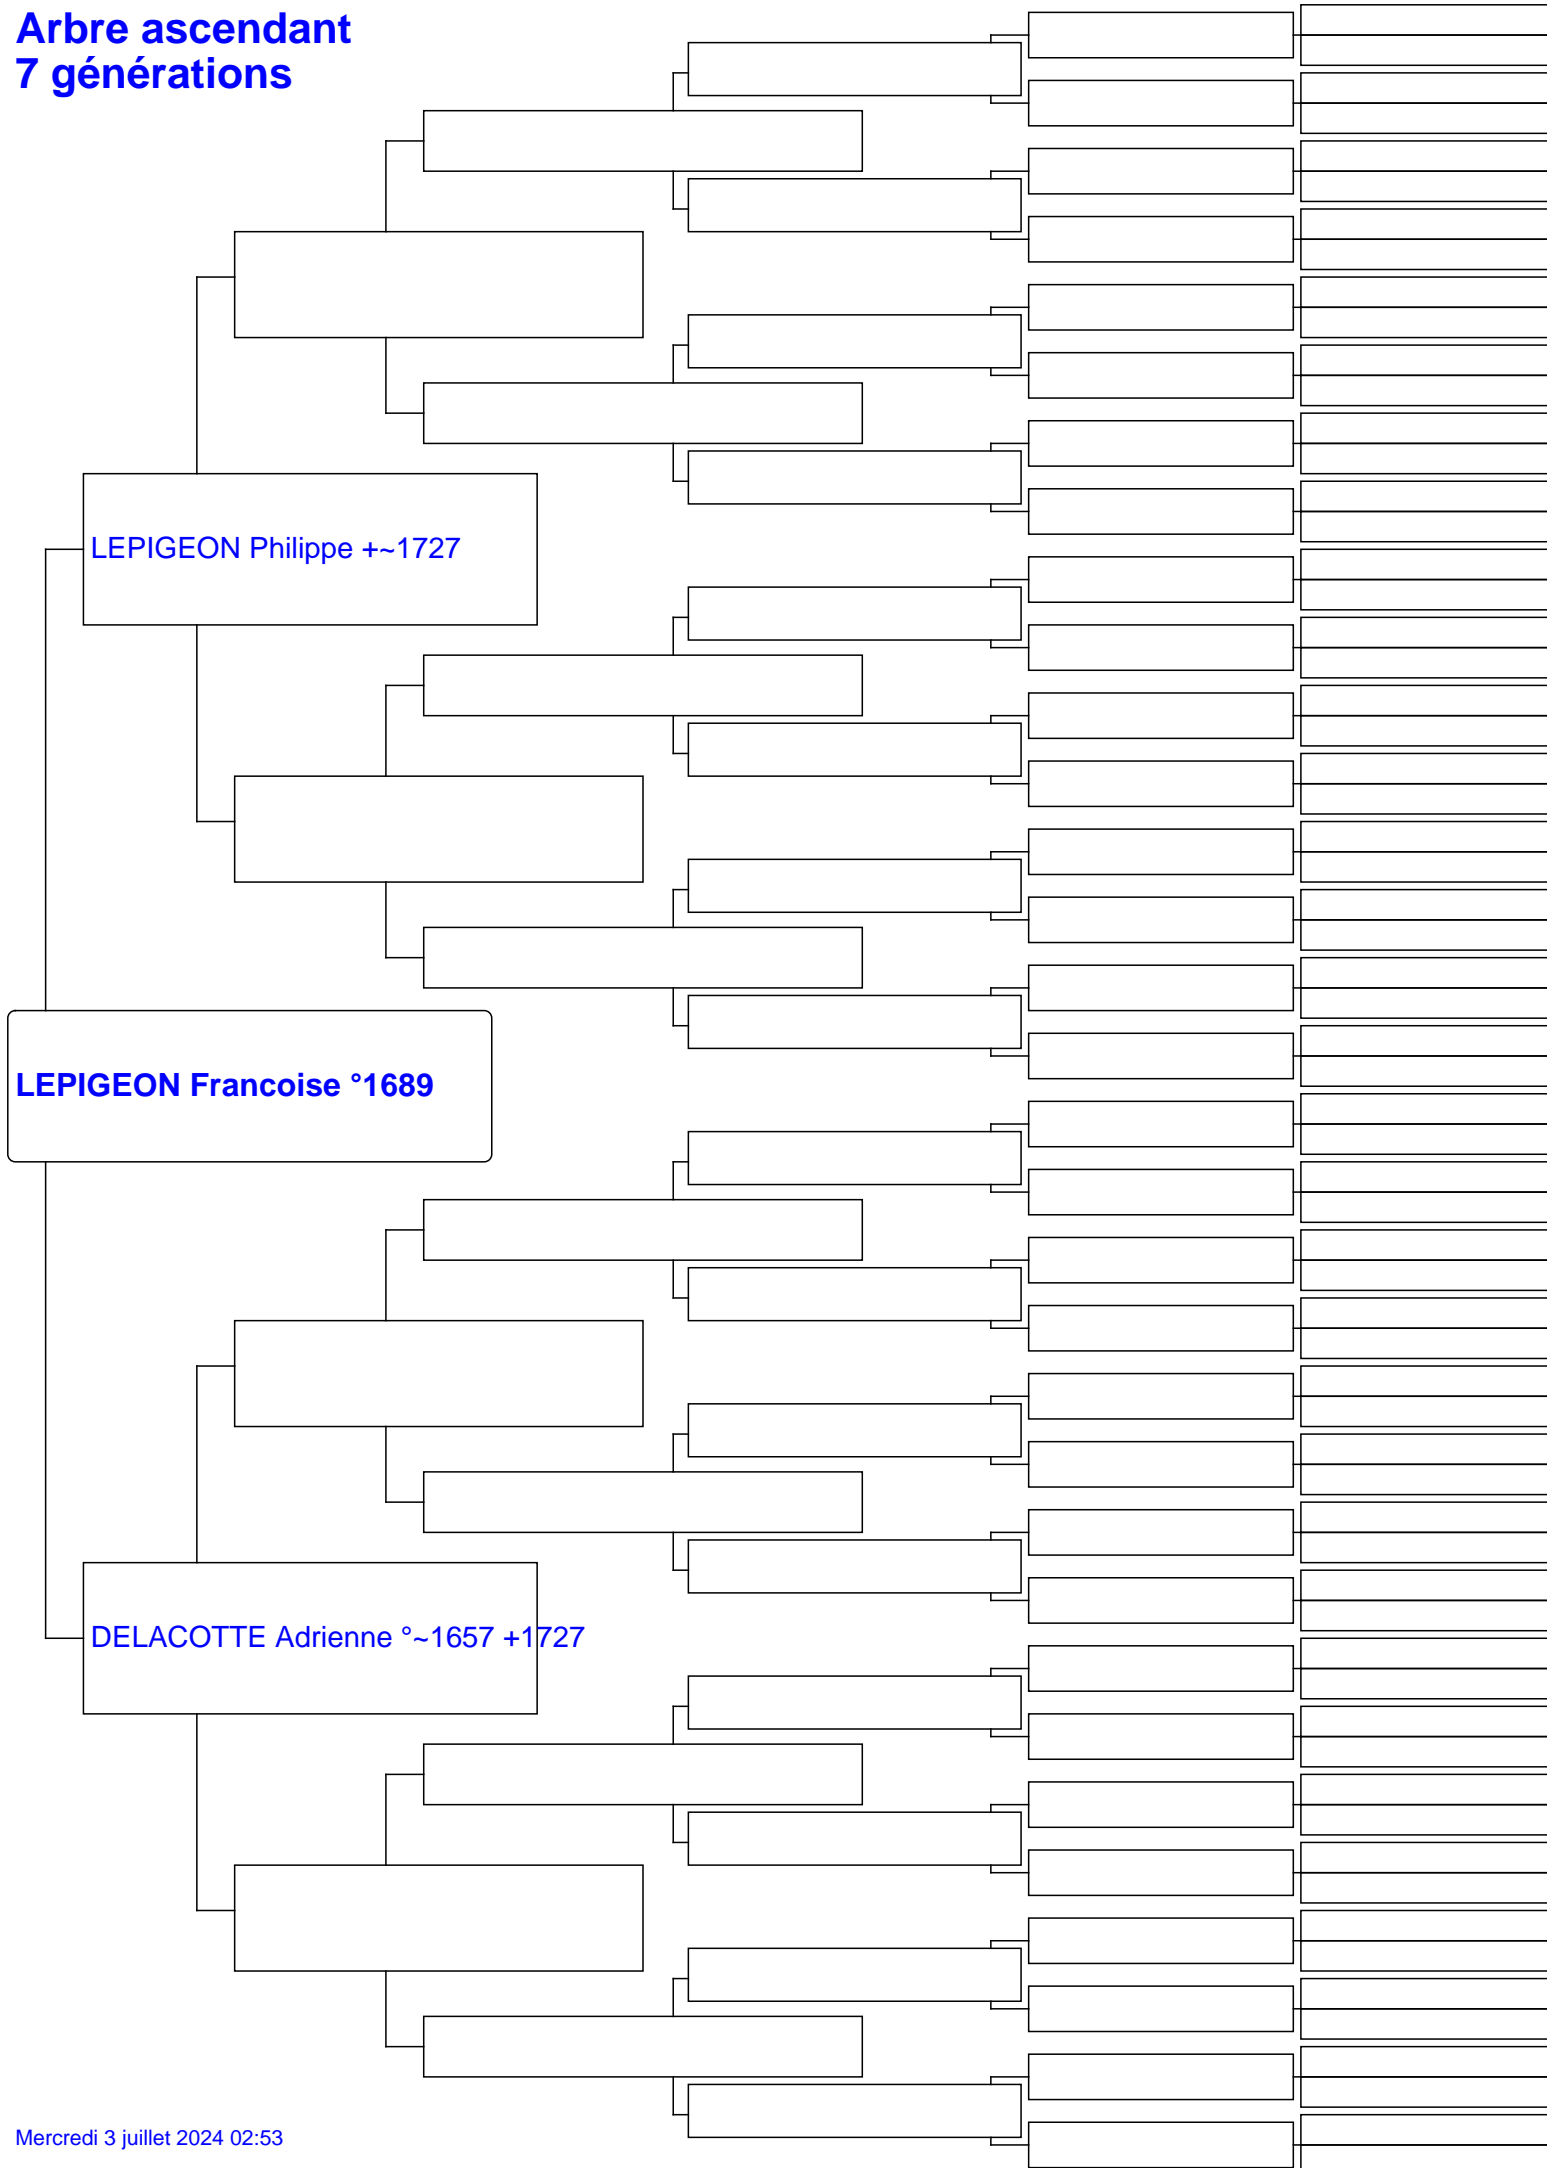 Arbre ascendant
7 générations
LEPIGEON Philippe +~1727
LEPIGEON Francoise °1689
DELACOTTE Adrienne °~1657 +1727
Mercredi 3 juillet 2024 02:53